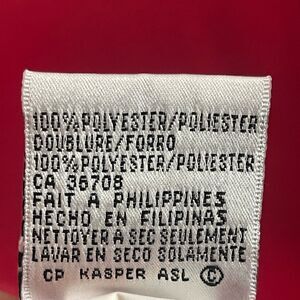 100% POLYESTER/POLIESTER
DOUBLURE/FORRO
100% POLYESTER/POLIESTER
CA 36708
FAIT À PHILIPPINES
HECHO EN FILIPINAS
NETTOYER A SEC SEULEMENT
LAVAR EN SECO SOLAMENTE
CP KASPER ASL ©